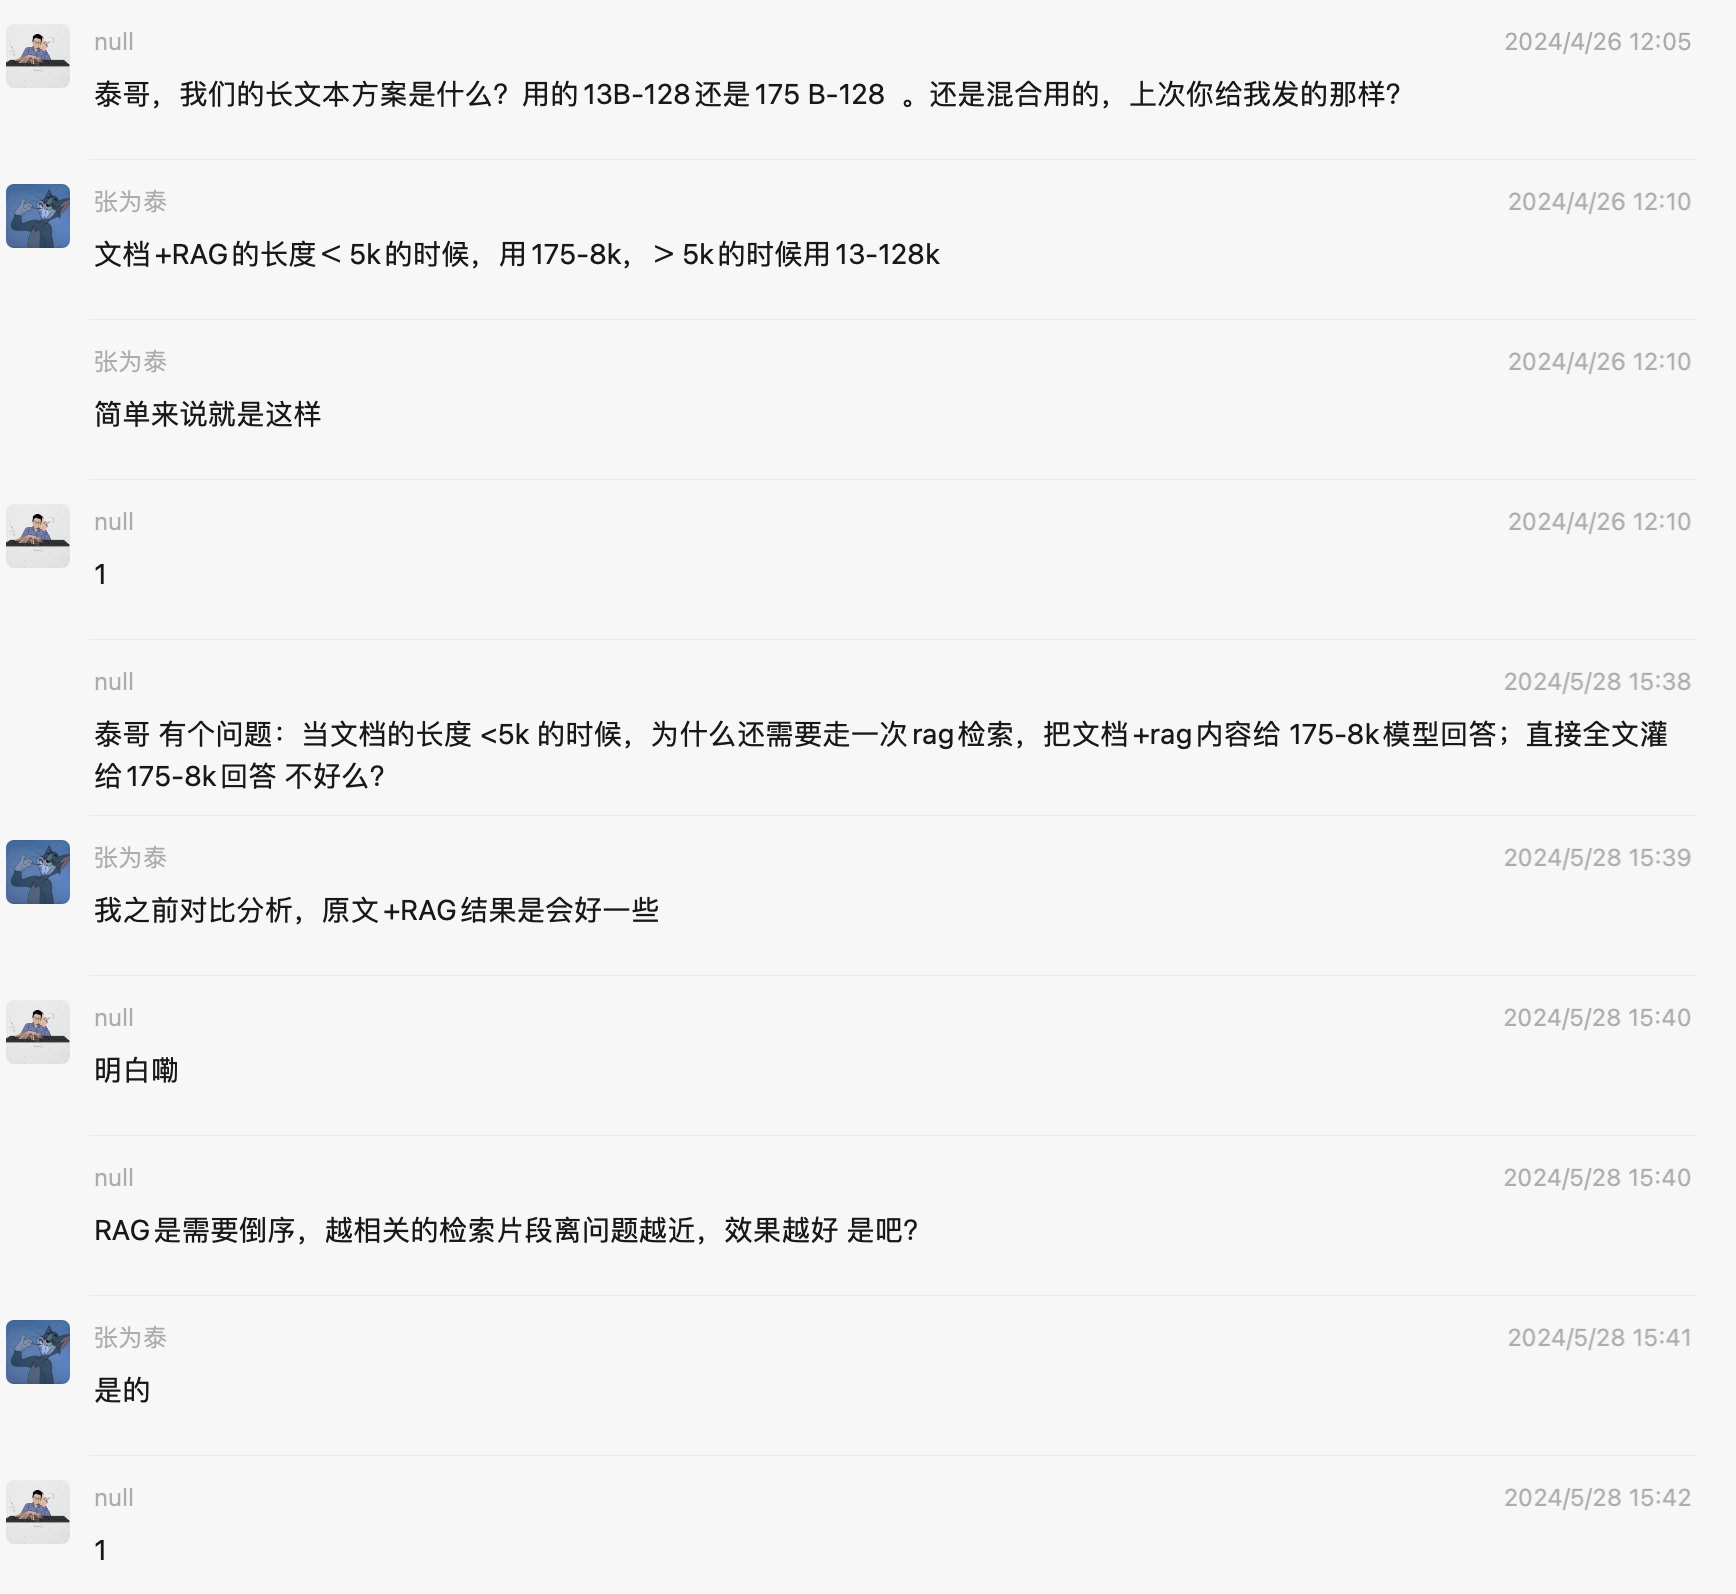 null
2024/4/26 12:05
泰哥，我们的长文本方案是什么？用的13B-128还是175 B-128 。还是混合用的，上次你给我发的那样?
张为泰
2024/4/26 12:10
文档+RAG的长度＜5k的时候，用175-8k，＞5k的时候用13-128k
张为泰
2024/4/26 12:10
简单来说就是这样
null
2024/4/26 12:10
1
null
2024/5/28 15:38
泰哥 有个问题：当文档的长度 <5k 的时候，为什么还需要走一次rag检索，把文档+rag内容给 175-8k模型回答；直接全文灌
给175-8k回答 不好么?
张为泰
2024/5/28 15:39
我之前对比分析，原文+RAG结果是会好一些
null
2024/5/28 15:40
明白嘞
null
2024/5/28 15:40
RAG是需要倒序，越相关的检索片段离问题越近，效果越好 是吧?
张为泰
2024/5/28 15:41
是的
null
2024/5/28 15:42
1